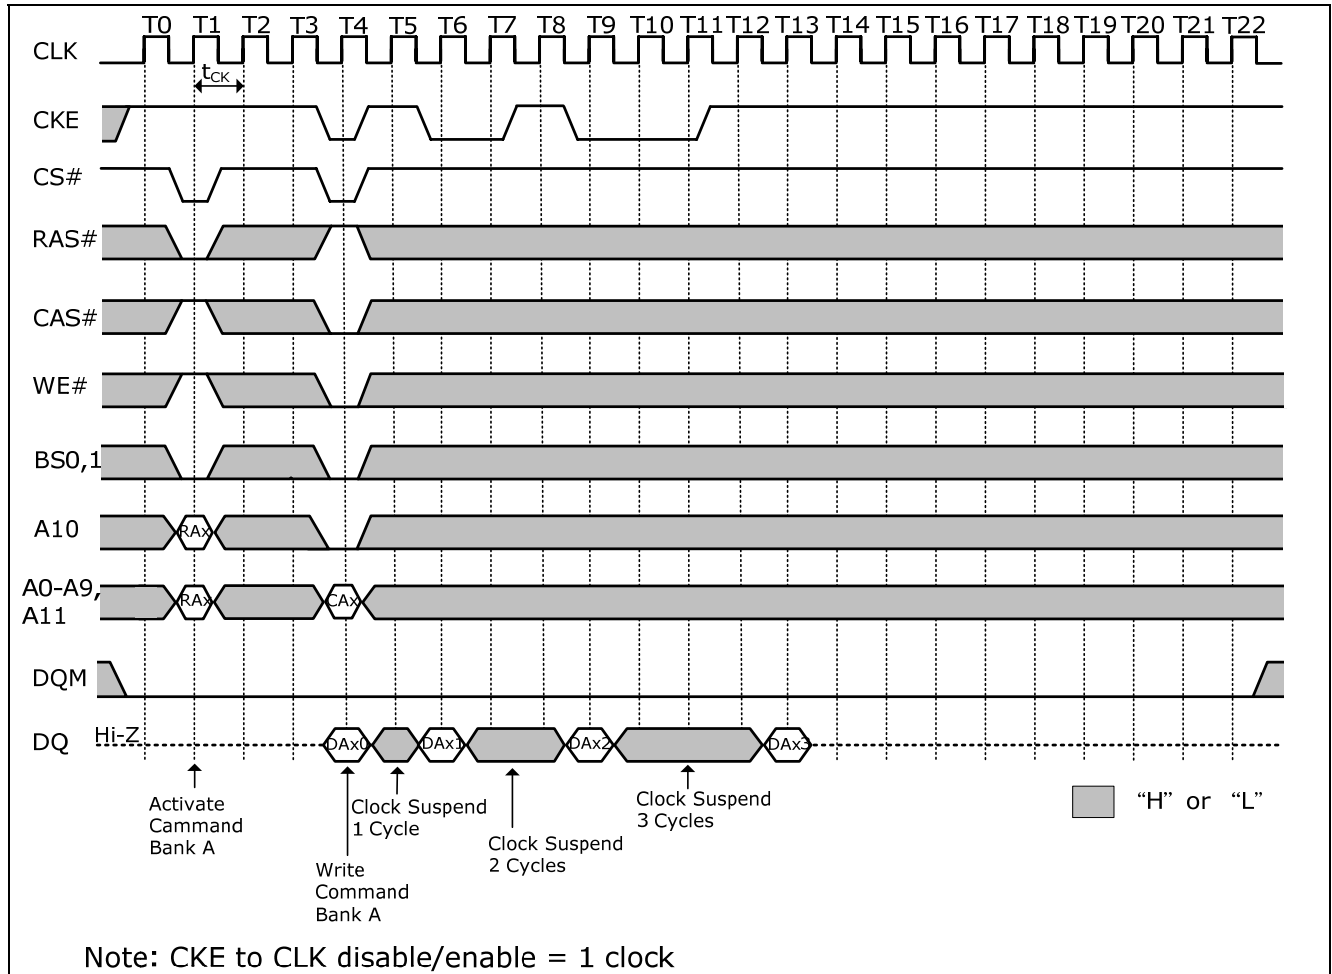 T0 T1 T2 T3 T4 T5 T6 T7 T8 T9 T10 T11 T12 T13 T14 T15 T16 T17 T18 T19 T20 T21 T22
CLK
tCK
CKE
CS#
RAS#
CAS#
WE#
BS0,1
A10
RAx
A0-A9,
A11
RAx
CAx
DQM
DQ
Hi-Z
DAx0
DAx1
DAx2
DAx3
Activate
Cammand
Bank A
Write
Command
Bank A
Clock Suspend
1 Cycle
Clock Suspend
2 Cycles
Clock Suspend
3 Cycles
“H” or “L”
Note: CKE to CLK disable/enable = 1 clock